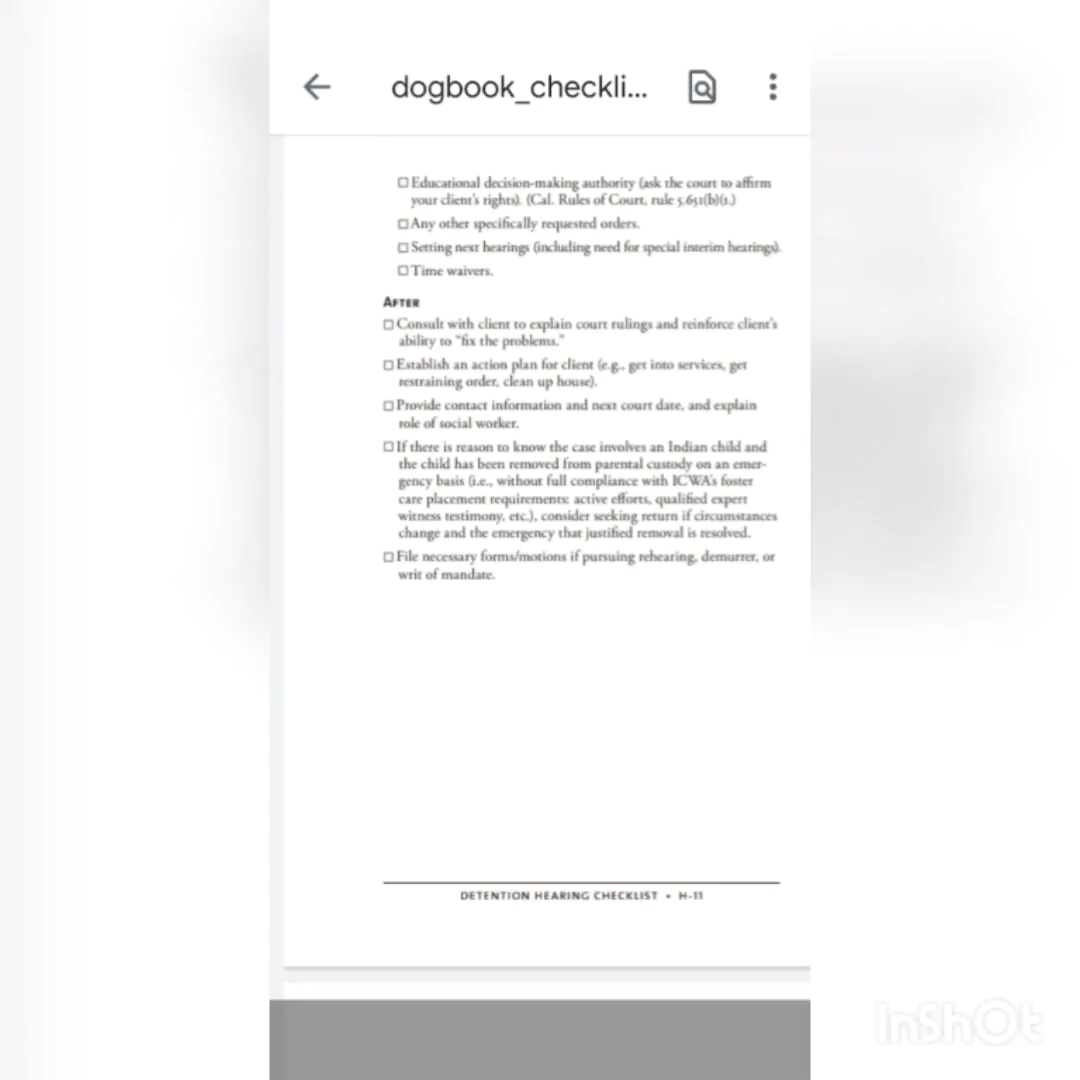 dogbook_checkli...
☐ Educational decision-making authority (ask the court to affirm
your client's rights). (Cal. Rules of Court, rule 5.651(b)(1).)
☐ Any other specifically requested orders.
☐ Setting next hearings (including need for special interim hearings).
☐ Time waivers.
AFTER
☐ Consult with client to explain court rulings and reinforce client's
ability to "fix the problems."
☐ Establish an action plan for client (e.g., get into services, get
restraining order, clean up house).
☐ Provide contact information and next court date, and explain
role of social worker.
☐ If there is reason to know the case involves an Indian child and
the child has been removed from parental custody on an emer-
gency basis (i.e., without full compliance with ICWA's foster
care placement requirements: active efforts, qualified expert
witness testimony, etc.), consider seeking return if circumstances
change and the emergency that justified removal is resolved.
☐ File necessary forms/motions if pursuing rehearing, demurrer, or
writ of mandate.
DETENTION HEARING CHECKLIST • H-11
InShOt